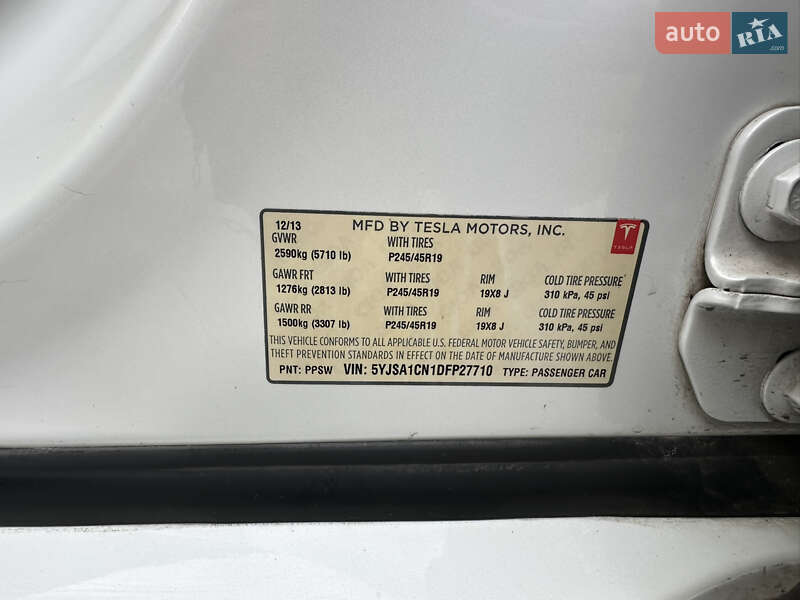 auto RIA .com
12/13 MFD BY TESLA MOTORS, INC.
GVWR WITH TIRES
2590kg (5710 lb) P245/45R19
TESLA
GAWR FRT WITH TIRES RIM COLD TIRE PRESSURE
1276kg (2813 lb) P245/45R19 19X8 J 310 kPa, 45 psi
GAWR RR WITH TIRES RIM COLD TIRE PRESSURE
1500kg (3307 lb) P245/45R19 19X8 J 310 kPa, 45 psi
THIS VEHICLE CONFORMS TO ALL APPLICABLE U.S. FEDERAL MOTOR VEHICLE SAFETY, BUMPER, AND
THEFT PREVENTION STANDARDS IN EFFECT ON THE DATE OF MANUFACTURE SHOWN ABOVE.
PNT: PPSW VIN: 5YJSA1CN1DFP27710 TYPE: PASSENGER CAR